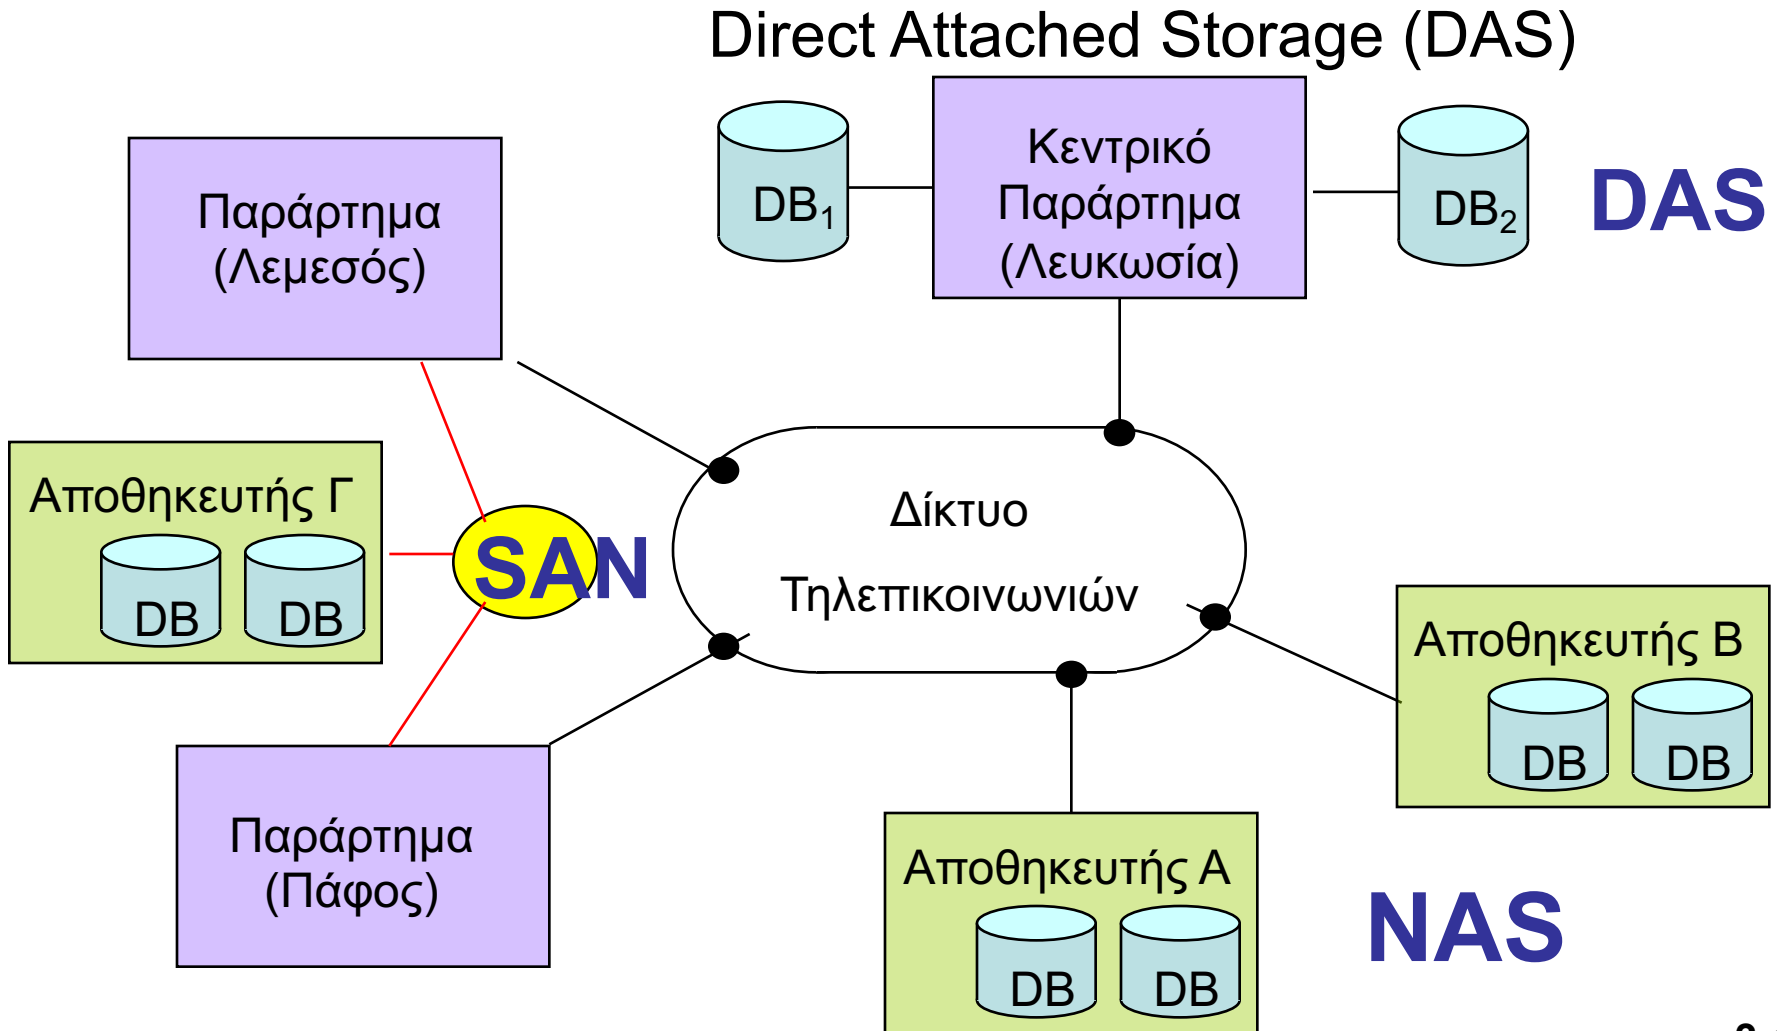 Direct Attached Storage (DAS)
DB₁
Κεντρικό
Παράρτημα
(Λευκωσία)
DB₂
DAS
Παράρτημα
(Λεμεσός)
Αποθηκευτής Γ
DB
DB
SAN
Δίκτυο
Τηλεπικοινωνιών
Αποθηκευτής Β
DB
DB
Παράρτημα
(Πάφος)
Αποθηκευτής Α
DB
DB
NAS